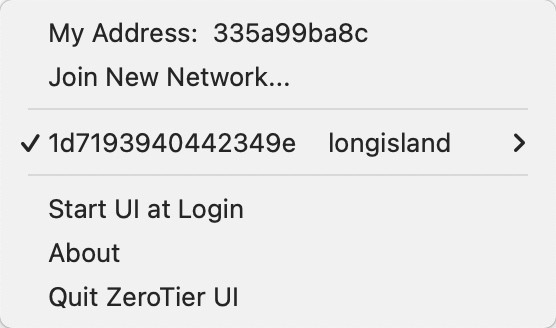 My Address: 335a99ba8c
Join New Network...
1d7193940442349e longisland
Start UI at Login
About
Quit ZeroTier UI